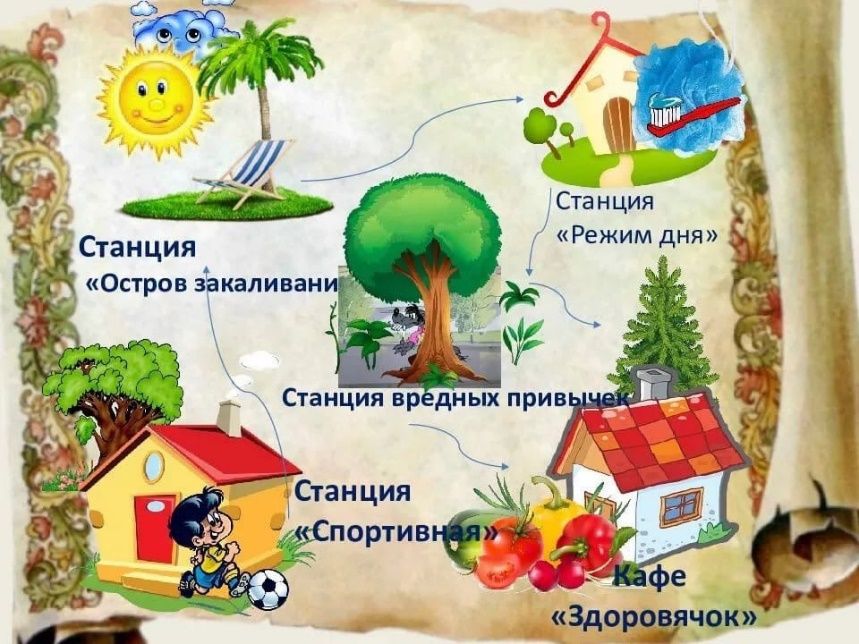 Станция
«Режим дня»
Станция
«Остров закаливани
Станция вредных привычек
Станция
«Спортивная»
Кафе
«Здоровячок»